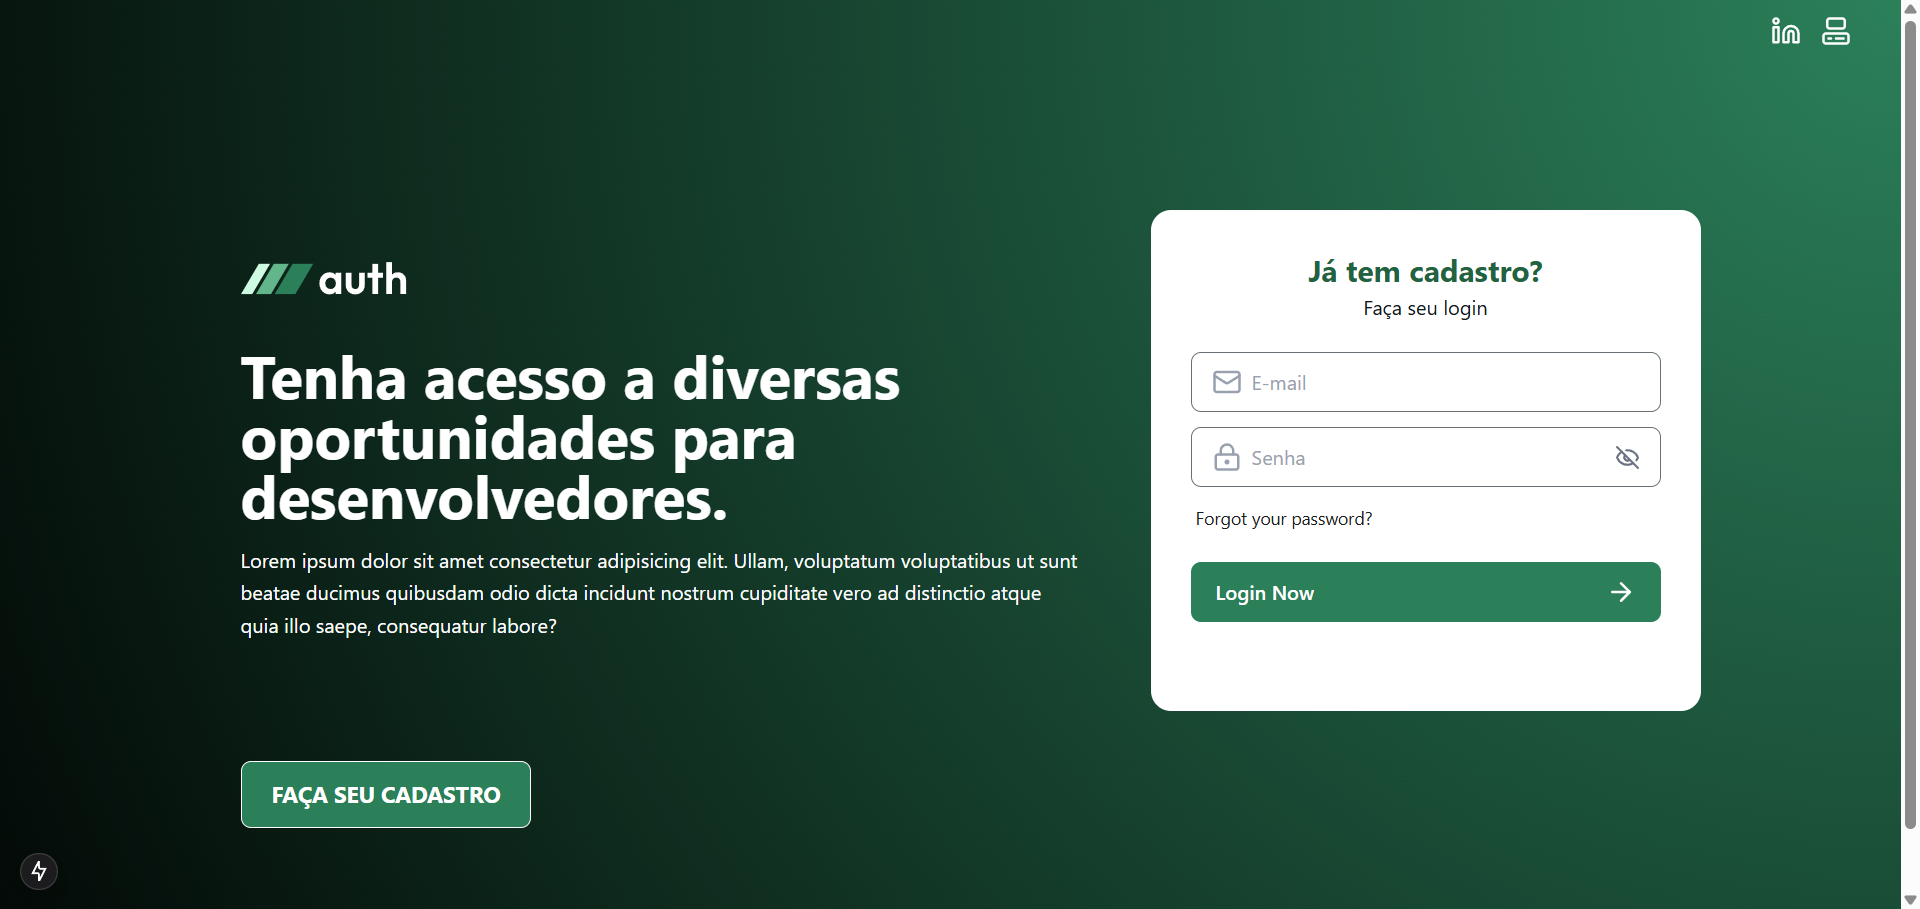 auth
Tenha acesso a diversas
oportunidades para
desenvolvedores.
Lorem ipsum dolor sit amet consectetur adipisicing elit. Ullam, voluptatum voluptatibus ut sunt
beatae ducimus quibusdam odio dicta incidunt nostrum cupiditate vero ad distinctio atque
quia illo saepe, consequatur labore?
FAÇA SEU CADASTRO
Já tem cadastro?
Faça seu login
E-mail
Senha
Forgot your password?
Login Now